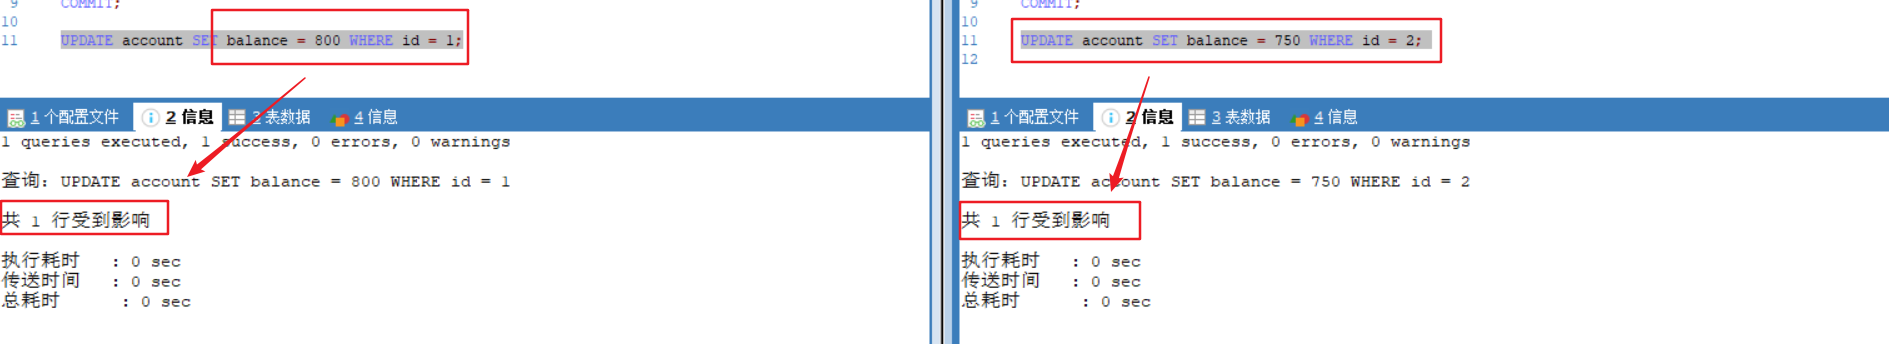 9 COMMIT;
10
11 UPDATE account SET balance = 800 WHERE id = 1;
1 个配置文件 2 信息 3 表数据 4 信息
1 queries executed, 1 success, 0 errors, 0 warnings
查询: UPDATE account SET balance = 800 WHERE id = 1
共 1 行受到影响
执行耗时 : 0 sec
传送时间 : 0 sec
总耗时 : 0 sec
9 COMMIT;
10
11 UPDATE account SET balance = 750 WHERE id = 2;
12
1 个配置文件 2 信息 3 表数据 4 信息
1 queries executed, 1 success, 0 errors, 0 warnings
查询: UPDATE account SET balance = 750 WHERE id = 2
共 1 行受到影响
执行耗时 : 0 sec
传送时间 : 0 sec
总耗时 : 0 sec